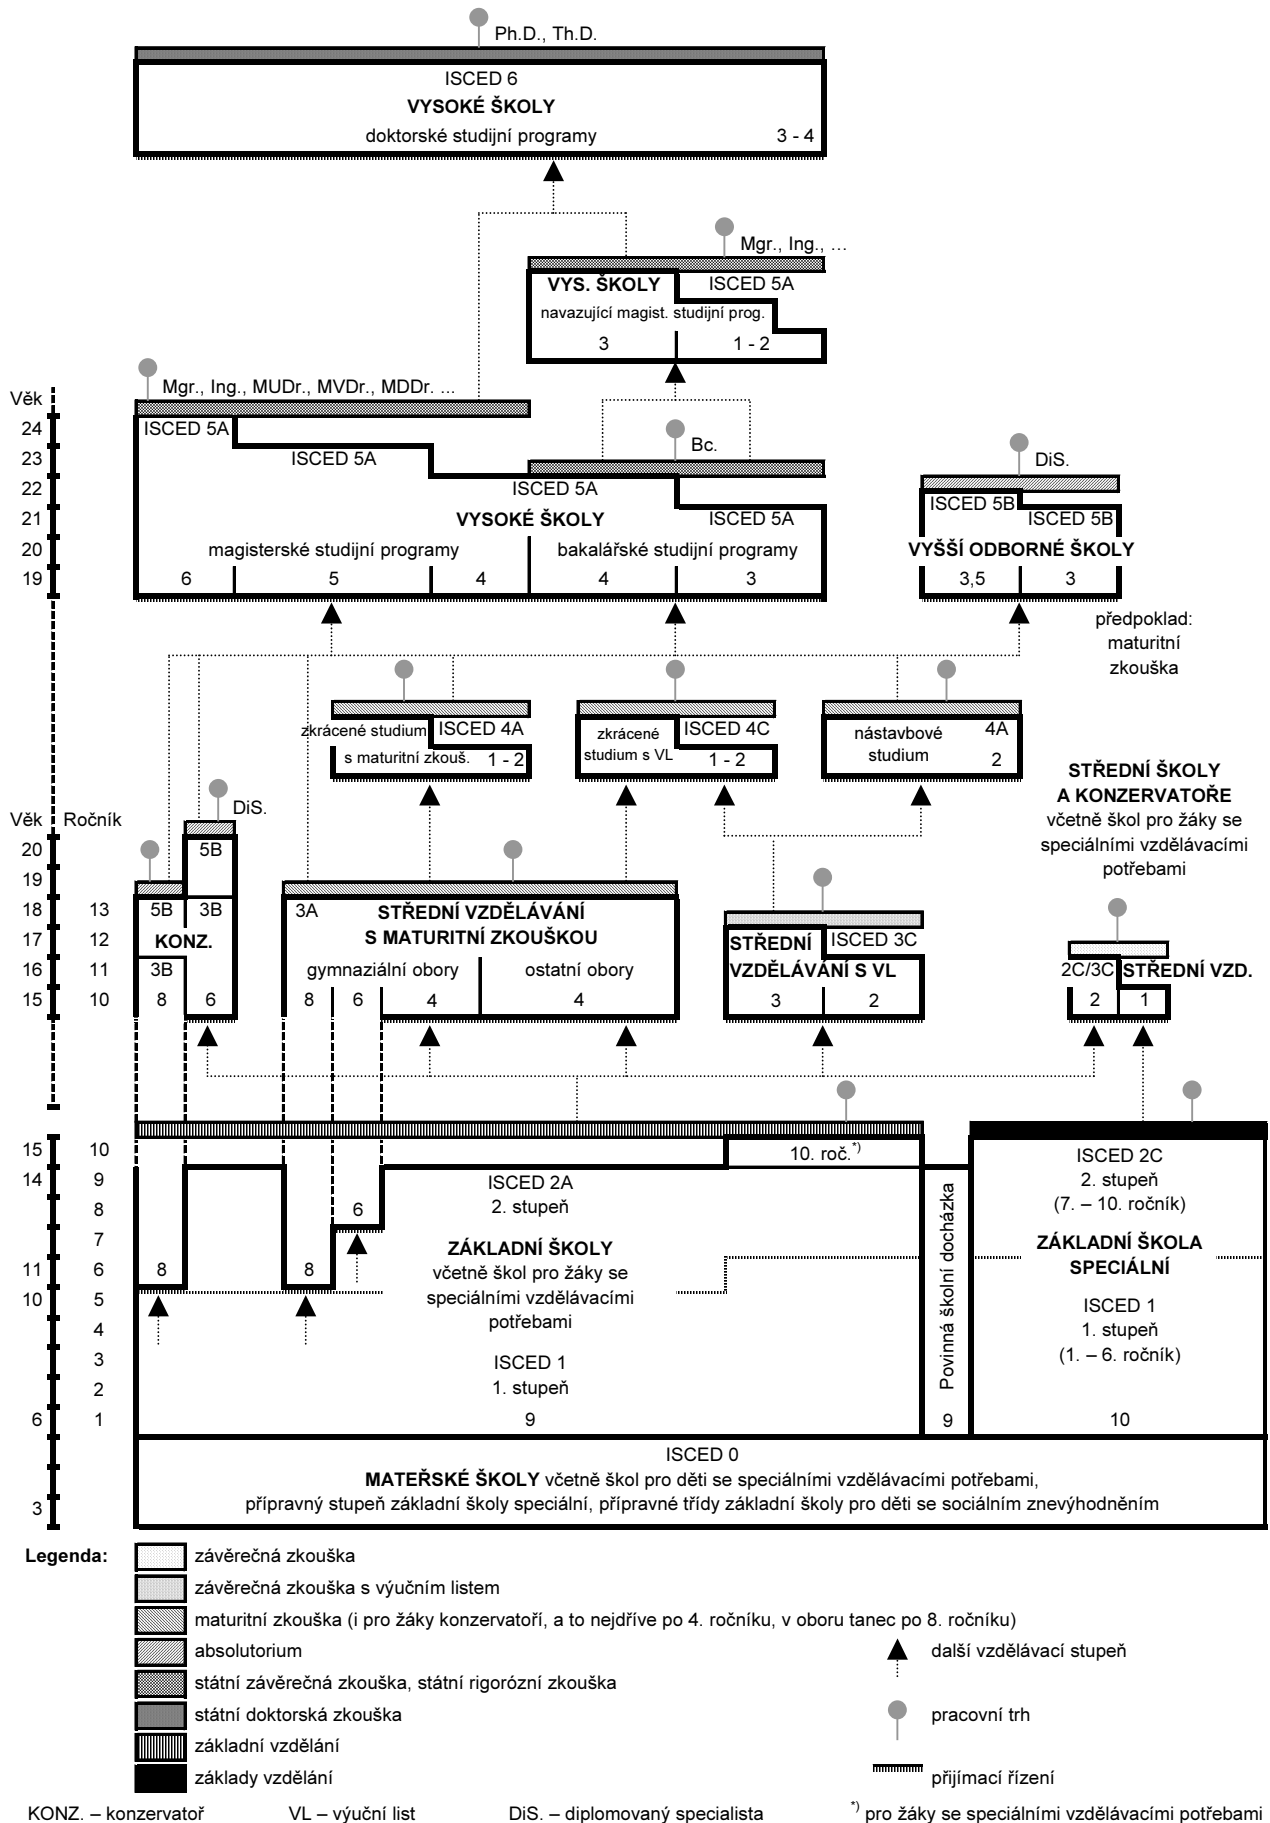 Ph.D., Th.D.
ISCED 6
VYSOKÉ ŠKOLY
doktorské studijní programy 3 - 4
Mgr., Ing., …
VYS. ŠKOLY ISCED 5A
navazující magist. studijní prog.
3 1 - 2
Mgr., Ing., MUDr., MVDr., MDDr. ...
Věk
24 ISCED 5A
23 ISCED 5A Bc. DiS.
22 ISCED 5A ISCED 5B
21 VYSOKÉ ŠKOLY ISCED 5A ISCED 5B
20 magisterské studijní programy bakalářské studijní programy VYŠŠÍ ODBORNÉ ŠKOLY
19 6 5 4 4 3 3,5 3
předpoklad:
maturitní
zkouška
zkrácené studium ISCED 4A
s maturitní zkouš. 1 - 2
zkrácené ISCED 4C
studium s VL 1 - 2
nástavbové 4A
studium 2
STŘEDNÍ ŠKOLY
A KONZERVATOŘE
včetně škol pro žáky se
speciálními vzdělávacími
potřebami
DiS.
Věk Ročník
20 5B
19
18 13 5B 3B 3A STŘEDNÍ VZDĚLÁVÁNÍ
17 12 KONZ. S MATURITNÍ ZKOUŠKOU STŘEDNÍ ISCED 3C
16 11 3B gymnaziální obory ostatní obory VZDĚLÁVÁNÍ S VL 2C/3C STŘEDNÍ VZD.
15 10 8 6 8 6 4 4 3 2 2 1
15 10 10. roč.*) ISCED 2C
14 9 ISCED 2A 2. stupeň
8 6 2. stupeň (7. – 10. ročník)
7 ZÁKLADNÍ ŠKOLY ZÁKLADNÍ ŠKOLA
11 6 8 8 včetně škol pro žáky se SPECIÁLNÍ
10 5 speciálními vzdělávacími ISCED 1
4 potřebami 1. stupeň
3 ISCED 1 (1. – 6. ročník)
2 1. stupeň
Povinná školní docházka
6 1 9 9 10
ISCED 0
MATEŘSKÉ ŠKOLY včetně škol pro děti se speciálními vzdělávacími potřebami,
3 přípravný stupeň základní školy speciální, přípravné třídy základní školy pro děti se sociálním znevýhodněním
Legenda: závěrečná zkouška
závěrečná zkouška s výučním listem
maturitní zkouška (i pro žáky konzervatoří, a to nejdříve po 4. ročníku, v oboru tanec po 8. ročníku)
absolutorium další vzdělávací stupeň
státní závěrečná zkouška, státní rigorózní zkouška
státní doktorská zkouška pracovní trh
základní vzdělání
základy vzdělání přijímací řízení
KONZ. – konzervatoř VL – výuční list DiS. – diplomovaný specialista *) pro žáky se speciálními vzdělávacími potřebami